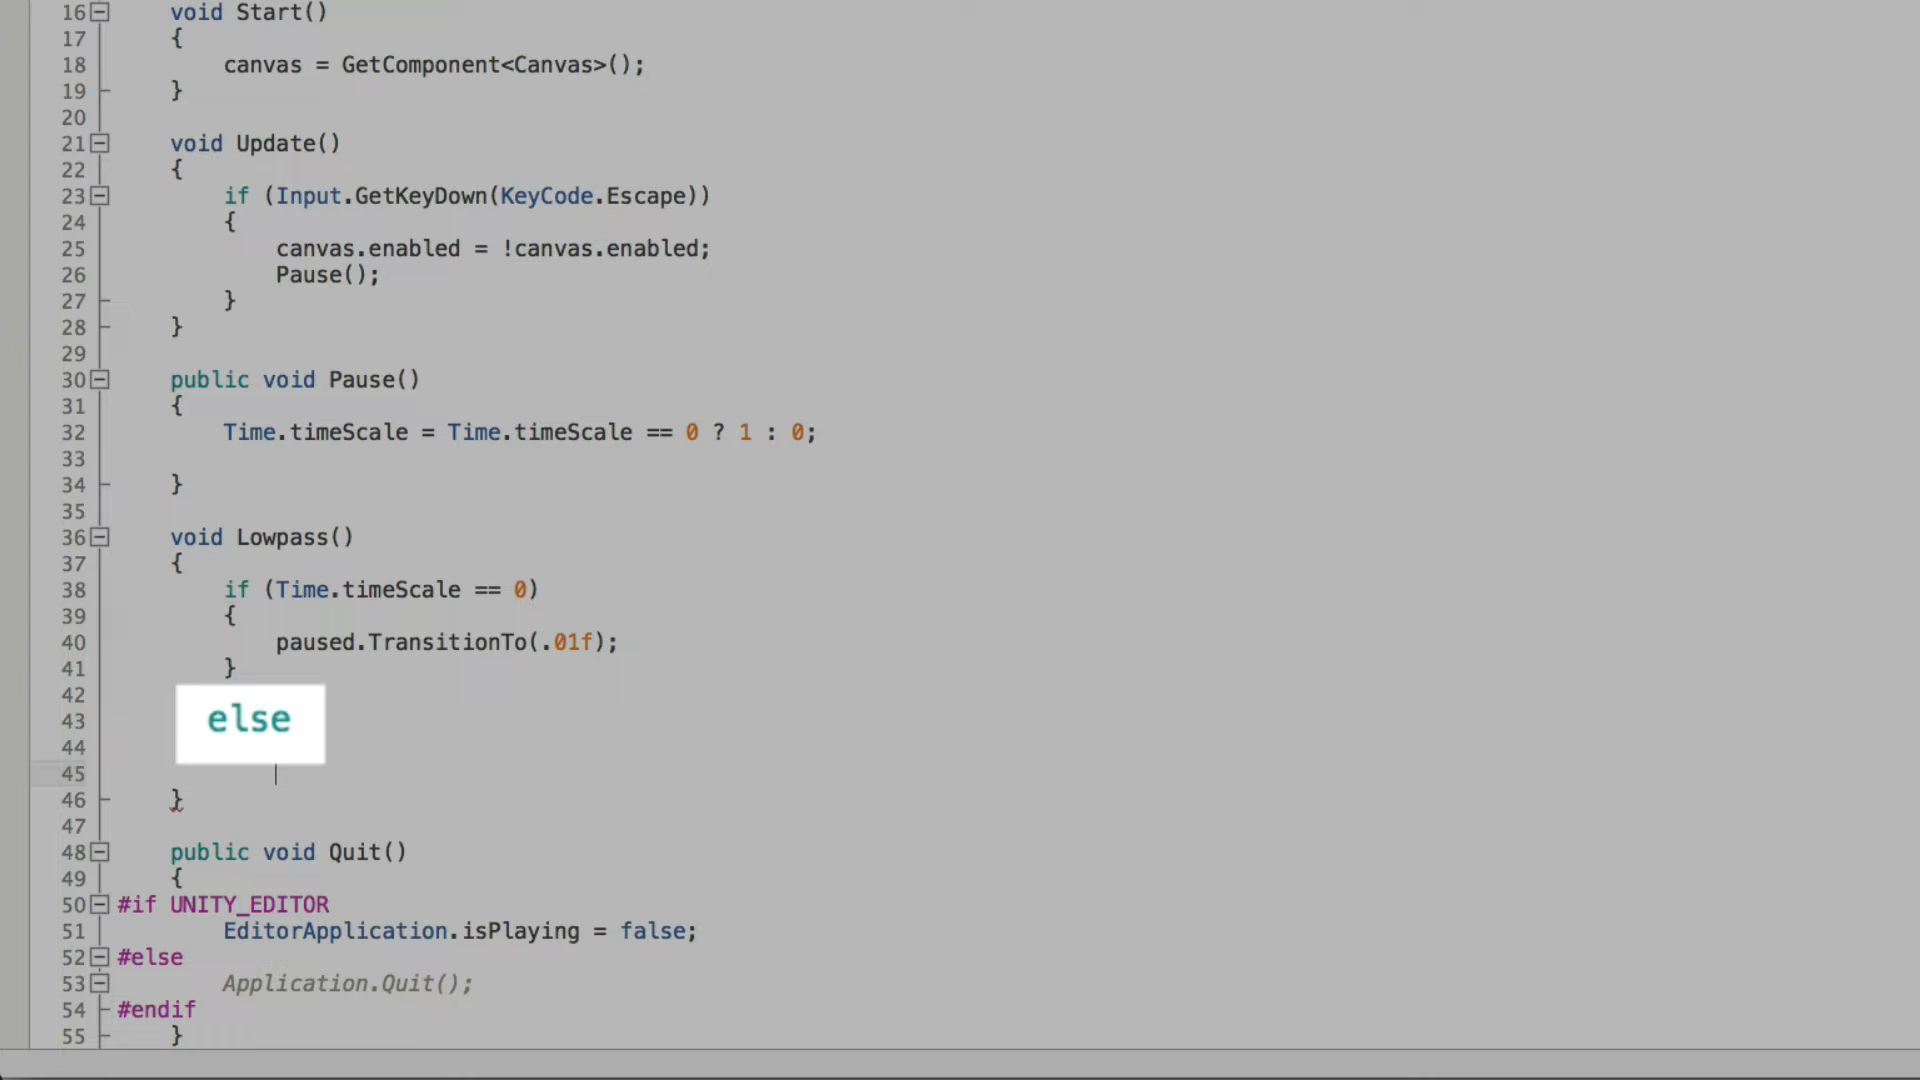 16 void Start()
17 {
18 canvas = GetComponent<Canvas>();
19 }
20
21 void Update()
22 {
23 if (Input.GetKeyDown(KeyCode.Escape))
24 {
25 canvas.enabled = !canvas.enabled;
26 Pause();
27 }
28 }
29
30 public void Pause()
31 {
32 Time.timeScale = Time.timeScale == 0 ? 1 : 0;
33
34 }
35
36 void Lowpass()
37 {
38 if (Time.timeScale == 0)
39 {
40 paused.TransitionTo(.01f);
41 }
42
43 else
44
45
46 }
47
48 public void Quit()
49 {
50 #if UNITY_EDITOR
51 EditorApplication.isPlaying = false;
52 #else
53 Application.Quit();
54 #endif
55 }